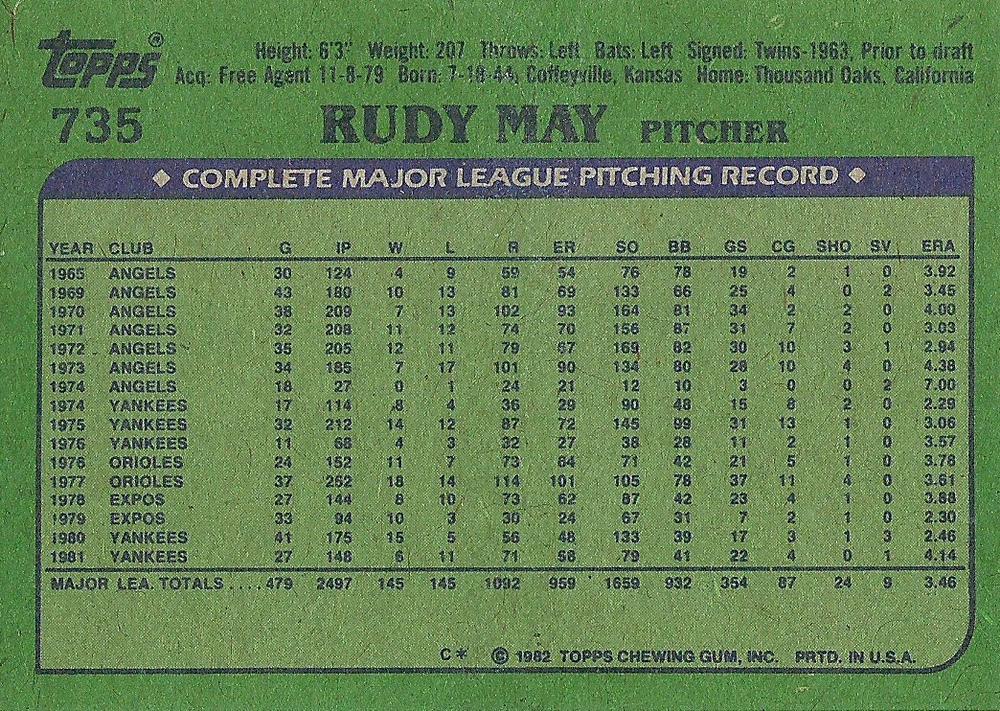 Topps®
Height: 6'3" Weight: 207 Throws: Left Bats: Left Signed: Twins-1963, Prior to draft
Acq: Free Agent 11-8-79 Born: 7-18-44, Coffeyville, Kansas Home: Thousand Oaks, California
735 RUDY MAY PITCHER
◆ COMPLETE MAJOR LEAGUE PITCHING RECORD ◆
YEAR CLUB G IP W L R ER SO BB GS CG SHO SV ERA
1965 ANGELS 30 124 4 9 59 54 76 78 19 2 1 0 3.92
1969 ANGELS 43 180 10 13 81 69 133 66 25 4 0 2 3.45
1970 ANGELS 38 209 7 13 102 93 164 81 34 2 2 0 4.00
1971 ANGELS 32 208 11 12 74 70 156 87 31 7 2 0 3.03
1972 ANGELS 35 205 12 11 79 67 169 82 30 10 3 1 2.94
1973 ANGELS 34 185 7 17 101 90 134 80 28 10 4 0 4.38
1974 ANGELS 18 27 0 1 24 21 12 10 3 0 0 2 7.00
1974 YANKEES 17 114 8 4 36 29 90 48 15 8 2 0 2.29
1975 YANKEES 32 212 14 12 87 72 145 99 31 13 1 0 3.06
1976 YANKEES 11 68 4 3 32 27 38 28 11 2 1 0 3.57
1976 ORIOLES 24 152 11 7 73 64 71 42 21 5 1 0 3.78
1977 ORIOLES 37 252 18 14 114 101 105 78 37 11 4 0 3.61
1978 EXPOS 27 144 8 10 73 62 87 42 23 4 1 0 3.88
1979 EXPOS 33 94 10 3 30 24 67 31 7 2 1 0 2.30
1980 YANKEES 41 175 15 5 56 48 133 39 17 3 1 3 2.46
1981 YANKEES 27 148 6 11 71 68 79 41 22 4 0 1 4.14
MAJOR LEA. TOTALS .... 479 2497 145 145 1092 959 1659 932 354 87 24 9 3.46
C* © 1982 TOPPS CHEWING GUM, INC. PRTD. IN U.S.A.